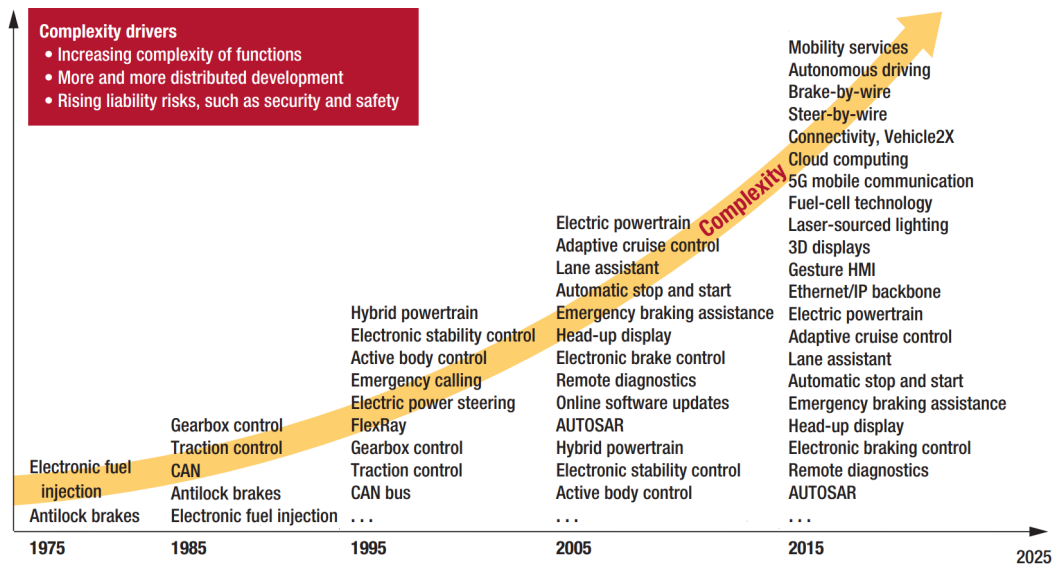 Complexity drivers
• Increasing complexity of functions
• More and more distributed development
• Rising liability risks, such as security and safety
Complexity
Electronic fuel
injection
Antilock brakes
Gearbox control
Traction control
CAN
Antilock brakes
Electronic fuel injection
Hybrid powertrain
Electronic stability control
Active body control
Emergency calling
Electric power steering
FlexRay
Gearbox control
Traction control
CAN bus
. . .
Electric powertrain
Adaptive cruise control
Lane assistant
Automatic stop and start
Emergency braking assistance
Head-up display
Electronic brake control
Remote diagnostics
Online software updates
AUTOSAR
Hybrid powertrain
Electronic stability control
Active body control
. . .
Mobility services
Autonomous driving
Brake-by-wire
Steer-by-wire
Connectivity, Vehicle2X
Cloud computing
5G mobile communication
Fuel-cell technology
Laser-sourced lighting
3D displays
Gesture HMI
Ethernet/IP backbone
Electric powertrain
Adaptive cruise control
Lane assistant
Automatic stop and start
Emergency braking assistance
Head-up display
Electronic braking control
Remote diagnostics
AUTOSAR
. . .
1975 1985 1995 2005 2015
2025